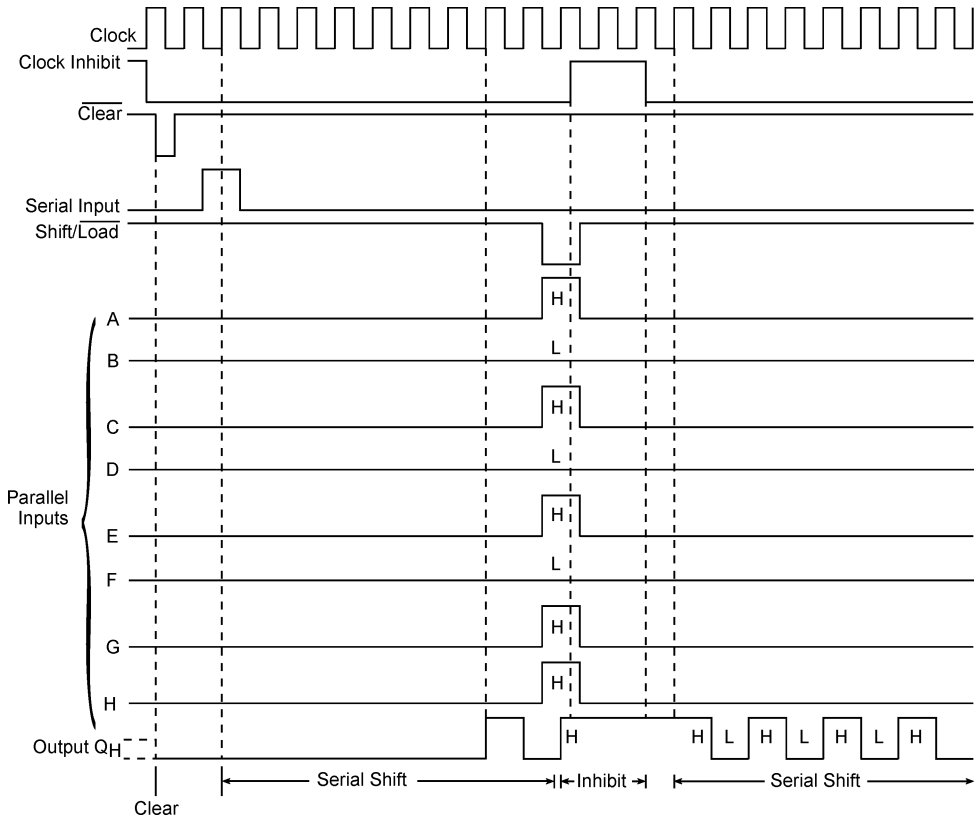 Clock
Clock Inhibit
Clear
Serial Input
Shift/Load
H
A
L
B
H
C
L
D
Parallel
Inputs
H
E
L
F
H
G
H
H
Output QH
H H L H L H L H
Serial Shift Inhibit Serial Shift
Clear